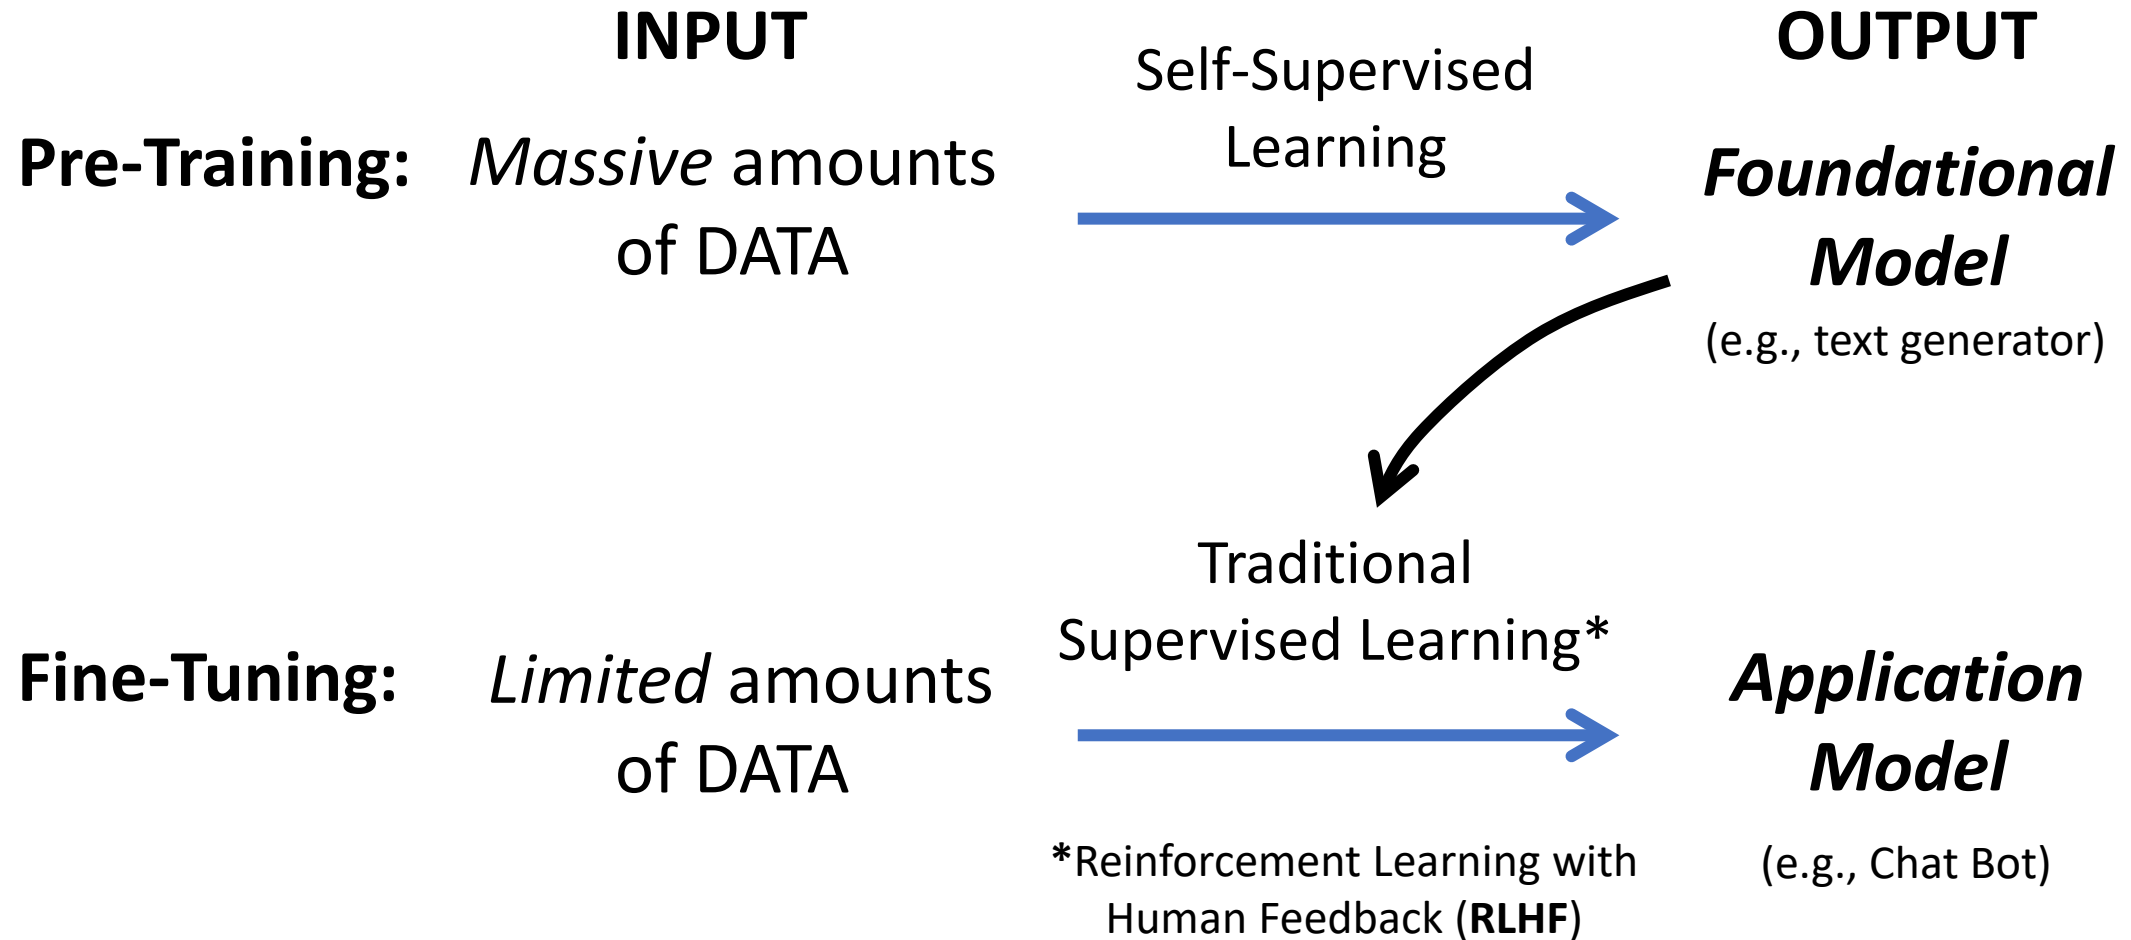 INPUT
OUTPUT
Self-Supervised
Learning
Pre-Training:
Massive amounts
of DATA
Foundational
Model
(e.g., text generator)
Traditional
Supervised Learning*
Fine-Tuning:
Limited amounts
of DATA
Application
Model
(e.g., Chat Bot)
*Reinforcement Learning with
Human Feedback (RLHF)